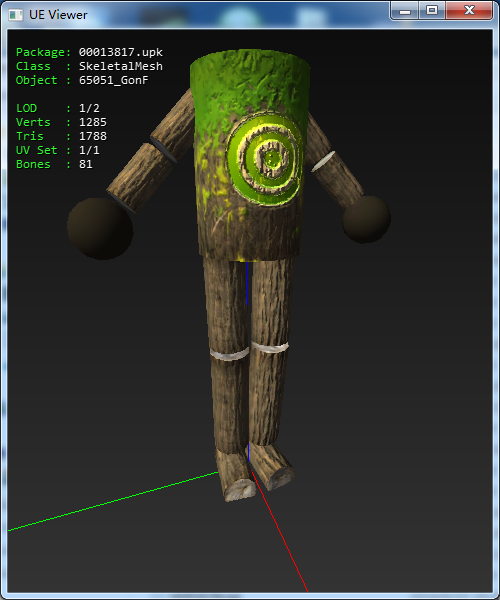 UE Viewer
Package: 00013817.upk
Class : SkeletalMesh
Object : 65051_GonF
LOD : 1/2
Verts : 1285
Tris : 1788
UV Set : 1/1
Bones : 81